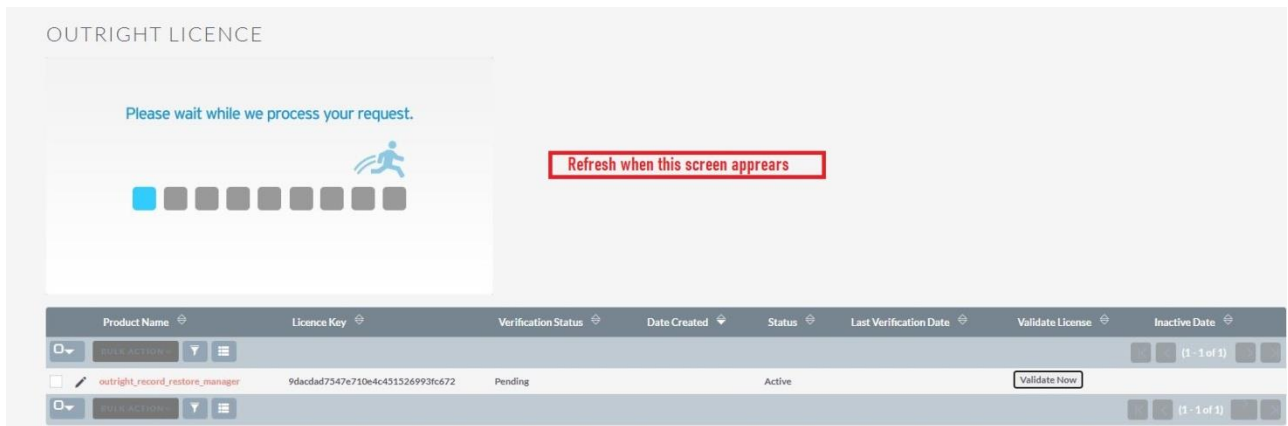 OUTRIGHT LICENCE
Please wait while we process your request.
Refresh when this screen apprears
Product Name Licence Key Verification Status Date Created Status Last Verification Date Validate License Inactive Date
BULK ACTION (1 - 1 of 1)
outright_record_restore_manager 9dacdad7547e710e4c451526993fc672 Pending Active Validate Now
BULK ACTION (1 - 1 of 1)